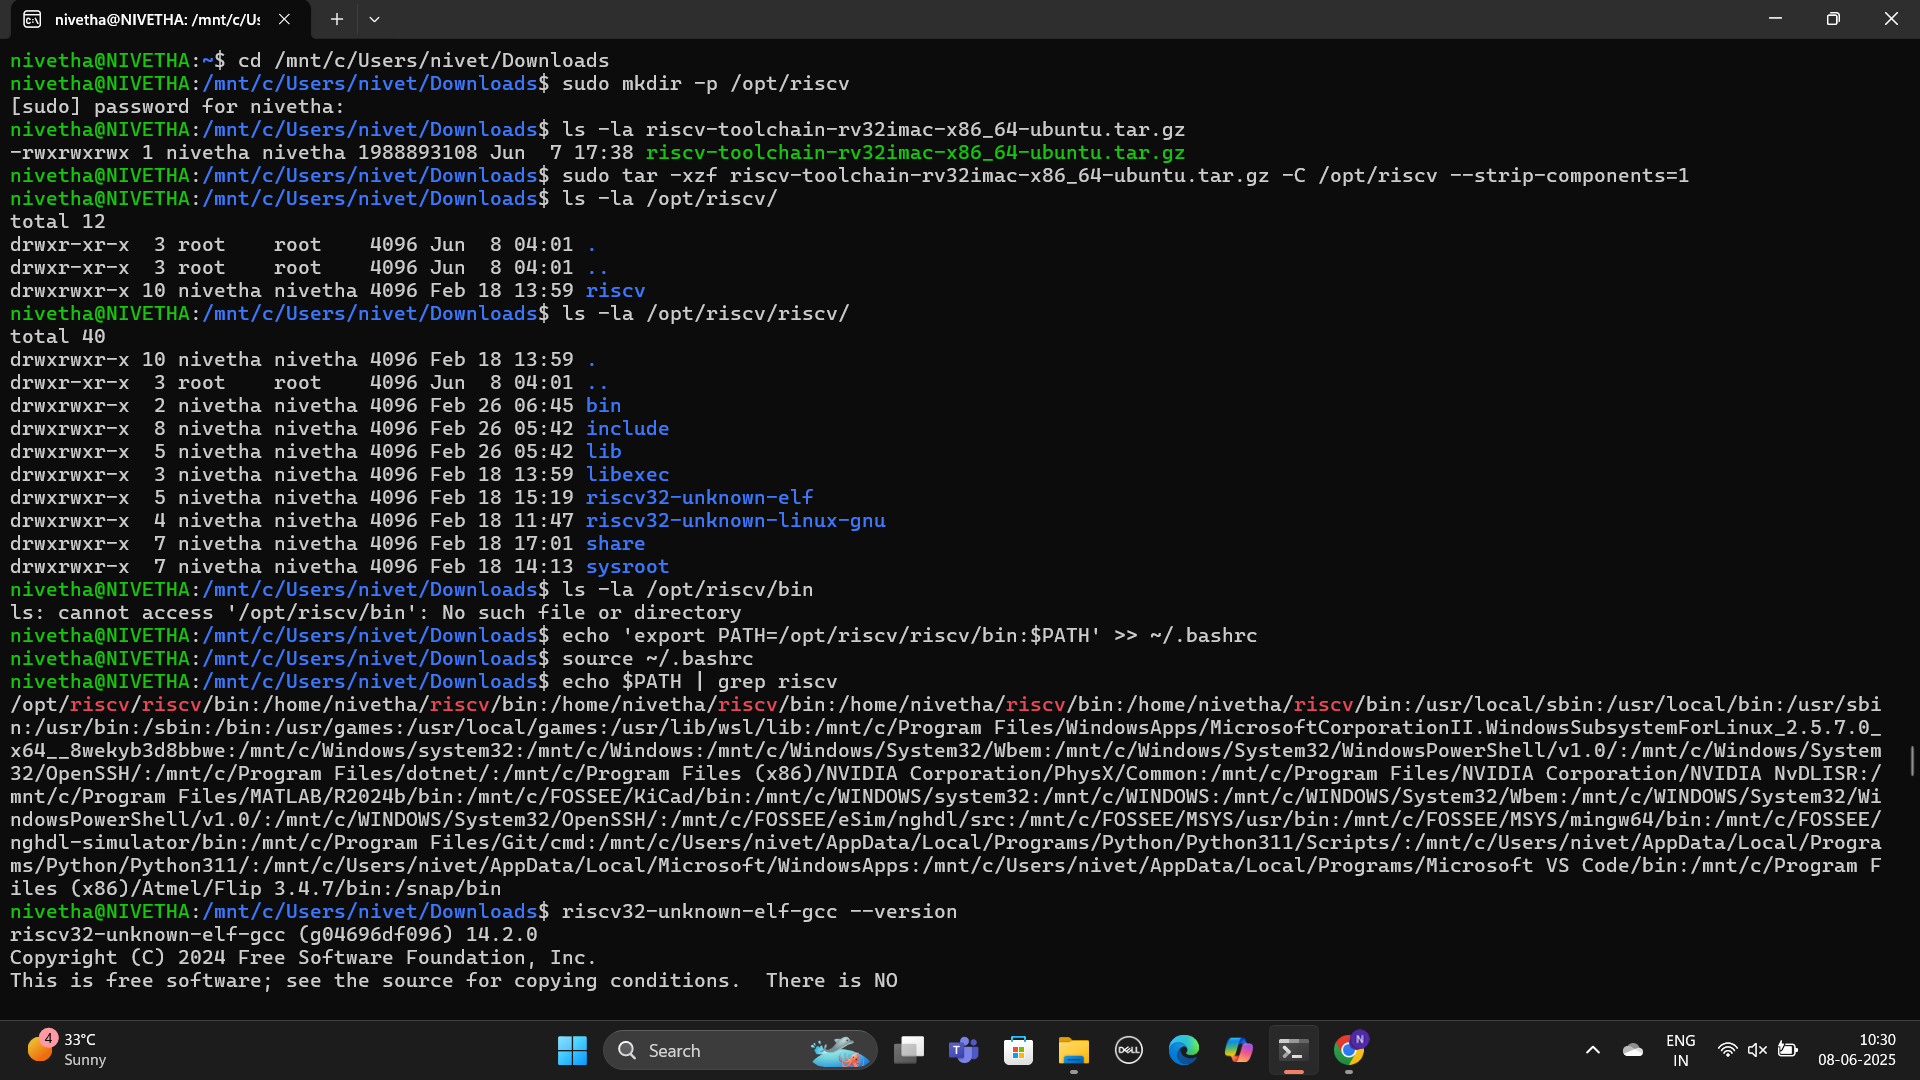 nivetha@NIVETHA: /mnt/c/Us
nivetha@NIVETHA:~$ cd /mnt/c/Users/nivet/Downloads
nivetha@NIVETHA:/mnt/c/Users/nivet/Downloads$ sudo mkdir -p /opt/riscv
[sudo] password for nivetha:
nivetha@NIVETHA:/mnt/c/Users/nivet/Downloads$ ls -la riscv-toolchain-rv32imac-x86_64-ubuntu.tar.gz
-rwxrwxrwx 1 nivetha nivetha 1988893108 Jun  7 17:38 riscv-toolchain-rv32imac-x86_64-ubuntu.tar.gz
nivetha@NIVETHA:/mnt/c/Users/nivet/Downloads$ sudo tar -xzf riscv-toolchain-rv32imac-x86_64-ubuntu.tar.gz -C /opt/riscv --strip-components=1
nivetha@NIVETHA:/mnt/c/Users/nivet/Downloads$ ls -la /opt/riscv/
total 12
drwxr-xr-x  3 root    root    4096 Jun  8 04:01 .
drwxr-xr-x  3 root    root    4096 Jun  8 04:01 ..
drwxrwxr-x 10 nivetha nivetha 4096 Feb 18 13:59 riscv
nivetha@NIVETHA:/mnt/c/Users/nivet/Downloads$ ls -la /opt/riscv/riscv/
total 40
drwxrwxr-x 10 nivetha nivetha 4096 Feb 18 13:59 .
drwxr-xr-x  3 root    root    4096 Jun  8 04:01 ..
drwxrwxr-x  2 nivetha nivetha 4096 Feb 26 06:45 bin
drwxrwxr-x  8 nivetha nivetha 4096 Feb 26 05:42 include
drwxrwxr-x  5 nivetha nivetha 4096 Feb 26 05:42 lib
drwxrwxr-x  3 nivetha nivetha 4096 Feb 18 13:59 libexec
drwxrwxr-x  5 nivetha nivetha 4096 Feb 18 15:19 riscv32-unknown-elf
drwxrwxr-x  4 nivetha nivetha 4096 Feb 18 11:47 riscv32-unknown-linux-gnu
drwxrwxr-x  7 nivetha nivetha 4096 Feb 18 17:01 share
drwxrwxr-x  7 nivetha nivetha 4096 Feb 18 14:13 sysroot
nivetha@NIVETHA:/mnt/c/Users/nivet/Downloads$ ls -la /opt/riscv/bin
ls: cannot access '/opt/riscv/bin': No such file or directory
nivetha@NIVETHA:/mnt/c/Users/nivet/Downloads$ echo 'export PATH=/opt/riscv/riscv/bin:$PATH' >> ~/.bashrc
nivetha@NIVETHA:/mnt/c/Users/nivet/Downloads$ source ~/.bashrc
nivetha@NIVETHA:/mnt/c/Users/nivet/Downloads$ echo $PATH | grep riscv
/opt/riscv/riscv/bin:/home/nivetha/riscv/bin:/home/nivetha/riscv/bin:/home/nivetha/riscv/bin:/home/nivetha/riscv/bin:/usr/local/sbin:/usr/local/bin:/usr/sbi
n:/usr/bin:/sbin:/bin:/usr/games:/usr/local/games:/usr/lib/wsl/lib:/mnt/c/Program Files/WindowsApps/MicrosoftCorporationII.WindowsSubsystemForLinux_2.5.7.0_
x64__8wekyb3d8bbwe:/mnt/c/Windows/system32:/mnt/c/Windows:/mnt/c/Windows/System32/Wbem:/mnt/c/Windows/System32/WindowsPowerShell/v1.0/:/mnt/c/Windows/System
32/OpenSSH/:/mnt/c/Program Files/dotnet/:/mnt/c/Program Files (x86)/NVIDIA Corporation/PhysX/Common:/mnt/c/Program Files/NVIDIA Corporation/NVIDIA NvDLISR:/
mnt/c/Program Files/MATLAB/R2024b/bin:/mnt/c/FOSSEE/KiCad/bin:/mnt/c/WINDOWS/system32:/mnt/c/WINDOWS:/mnt/c/WINDOWS/System32/Wbem:/mnt/c/WINDOWS/System32/Wi
ndowsPowerShell/v1.0/:/mnt/c/WINDOWS/System32/OpenSSH/:/mnt/c/FOSSEE/eSim/nghdl/src:/mnt/c/FOSSEE/MSYS/usr/bin:/mnt/c/FOSSEE/MSYS/mingw64/bin:/mnt/c/FOSSEE/
nghdl-simulator/bin:/mnt/c/Program Files/Git/cmd:/mnt/c/Users/nivet/AppData/Local/Programs/Python/Python311/Scripts/:/mnt/c/Users/nivet/AppData/Local/Progra
ms/Python/Python311/:/mnt/c/Users/nivet/AppData/Local/Microsoft/WindowsApps:/mnt/c/Users/nivet/AppData/Local/Programs/Microsoft VS Code/bin:/mnt/c/Program F
iles (x86)/Atmel/Flip 3.4.7/bin:/snap/bin
nivetha@NIVETHA:/mnt/c/Users/nivet/Downloads$ riscv32-unknown-elf-gcc --version
riscv32-unknown-elf-gcc (g04696df096) 14.2.0
Copyright (C) 2024 Free Software Foundation, Inc.
This is free software; see the source for copying conditions.  There is NO
4
33°C
Sunny
Search
T
DELL
N
ENG
IN
10:30
08-06-2025